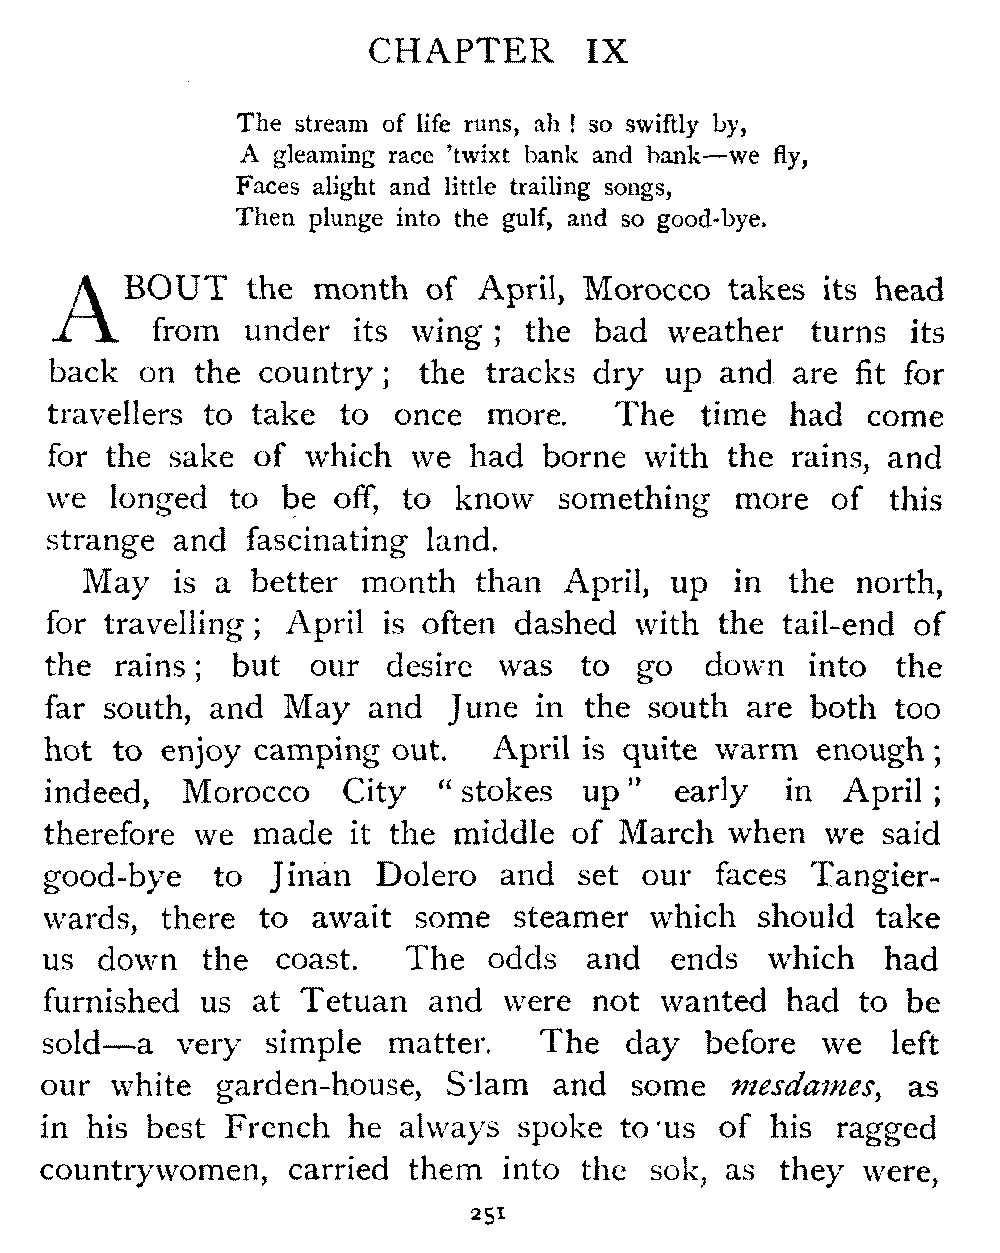 CHAPTER IX
The stream of life runs, ah ! so swiftly by,
A gleaming race 'twixt bank and bank—we fly,
Faces alight and little trailing songs,
Then plunge into the gulf, and so good-bye.
ABOUT the month of April, Morocco takes its head
from under its wing ; the bad weather turns its
back on the country ; the tracks dry up and are fit for
travellers to take to once more. The time had come
for the sake of which we had borne with the rains, and
we longed to be off, to know something more of this
strange and fascinating land.
May is a better month than April, up in the north,
for travelling ; April is often dashed with the tail-end of
the rains ; but our desire was to go down into the
far south, and May and June in the south are both too
hot to enjoy camping out. April is quite warm enough ;
indeed, Morocco City “ stokes up ” early in April ;
therefore we made it the middle of March when we said
good-bye to Jinan Dolero and set our faces Tangier-
wards, there to await some steamer which should take
us down the coast. The odds and ends which had
furnished us at Tetuan and were not wanted had to be
sold—a very simple matter. The day before we left
our white garden-house, S·lam and some mesdames, as
in his best French he always spoke to us of his ragged
countrywomen, carried them into the sok, as they were,
251